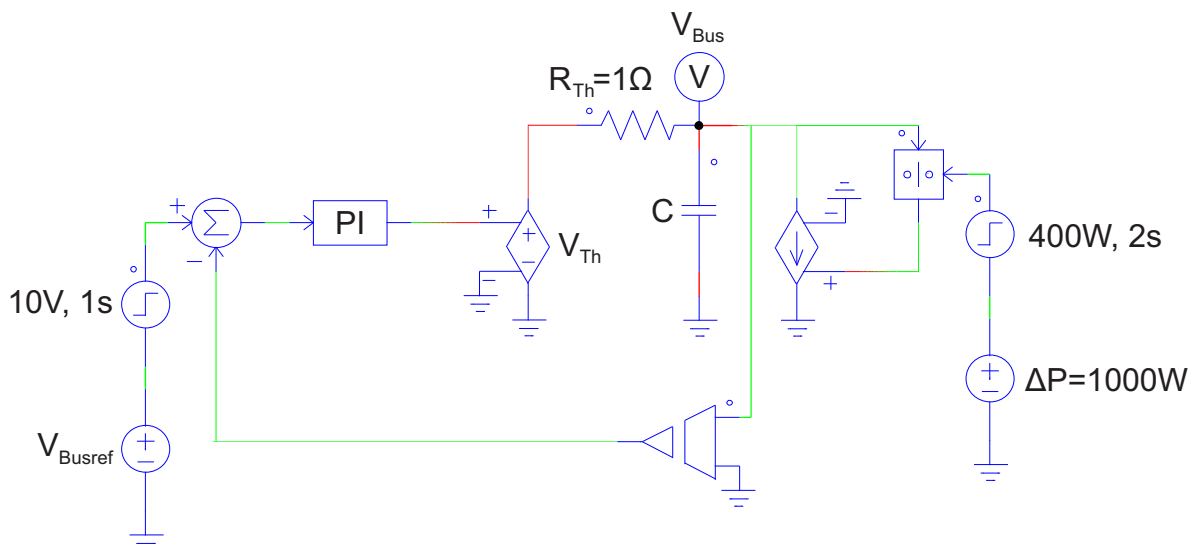 V_Bus
V
R_Th=1Ω
+
Σ
−
PI
+
−
+
−
V_Th
C
−
+
400W, 2s
10V, 1s
+
−
ΔP=1000W
V_Busref
+
−